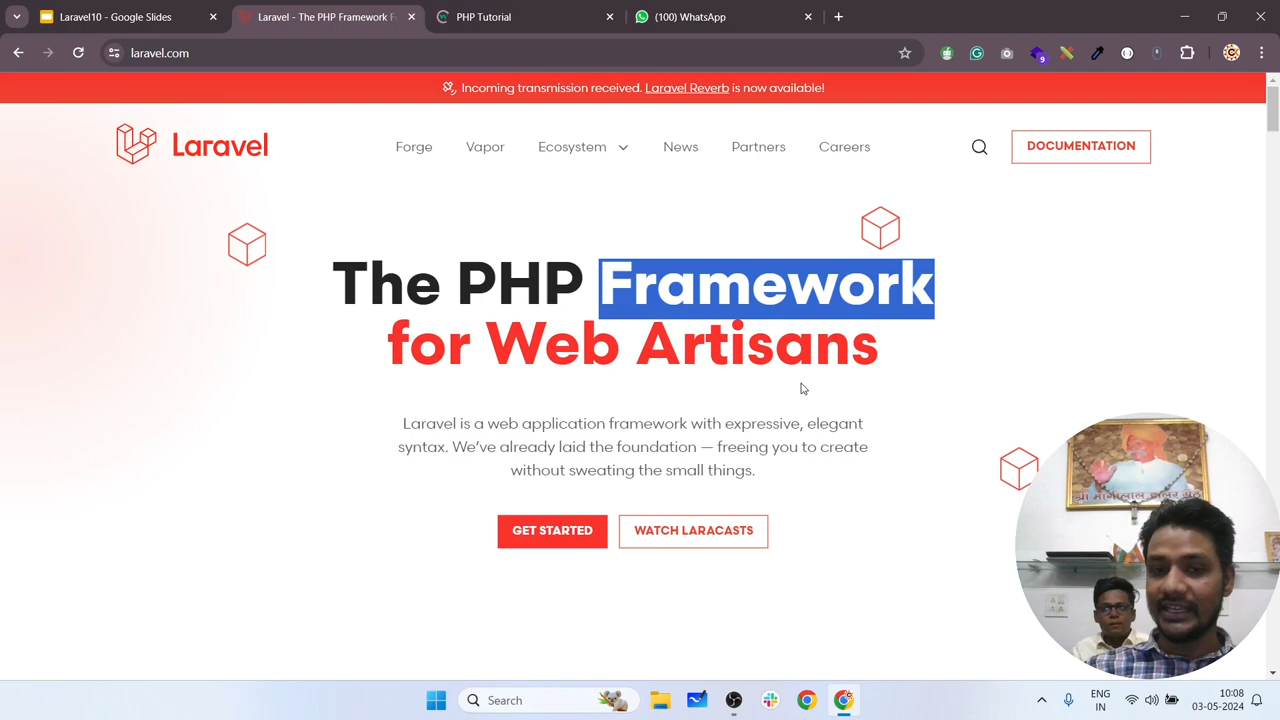 Laravel10 - Google Slides
Laravel - The PHP Framework F
PHP Tutorial
(100) WhatsApp
laravel.com
9
Incoming transmission received. Laravel Reverb is now available!
Laravel
Forge
Vapor
Ecosystem
News
Partners
Careers
DOCUMENTATION
The PHP Framework
for Web Artisans
Laravel is a web application framework with expressive, elegant
syntax. We've already laid the foundation — freeing you to create
without sweating the small things.
GET STARTED
WATCH LARACASTS
श्री मांगीलाल
Search
ENG
IN
10:08
03-05-2024